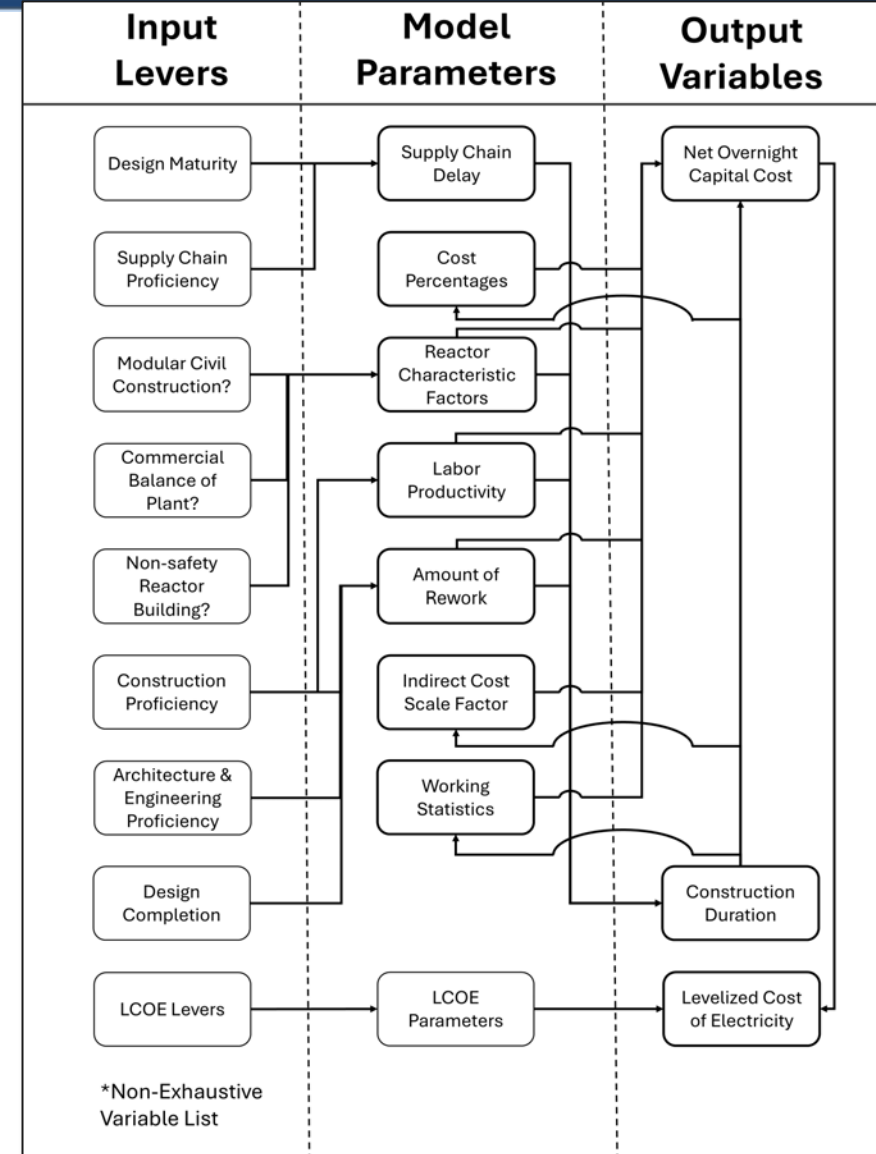 Input
Levers
Model
Parameters
Output
Variables
Design Maturity
Supply Chain
Delay
Net Overnight
Capital Cost
Supply Chain
Proficiency
Cost
Percentages
Modular Civil
Construction?
Reactor
Characteristic
Factors
Commercial
Balance of
Plant?
Labor
Productivity
Non-safety
Reactor
Building?
Amount of
Rework
Construction
Proficiency
Indirect Cost
Scale Factor
Architecture &
Engineering
Proficiency
Working
Statistics
Design
Completion
Construction
Duration
LCOE Levers
LCOE
Parameters
Levelized Cost
of Electricity
*Non-Exhaustive
Variable List